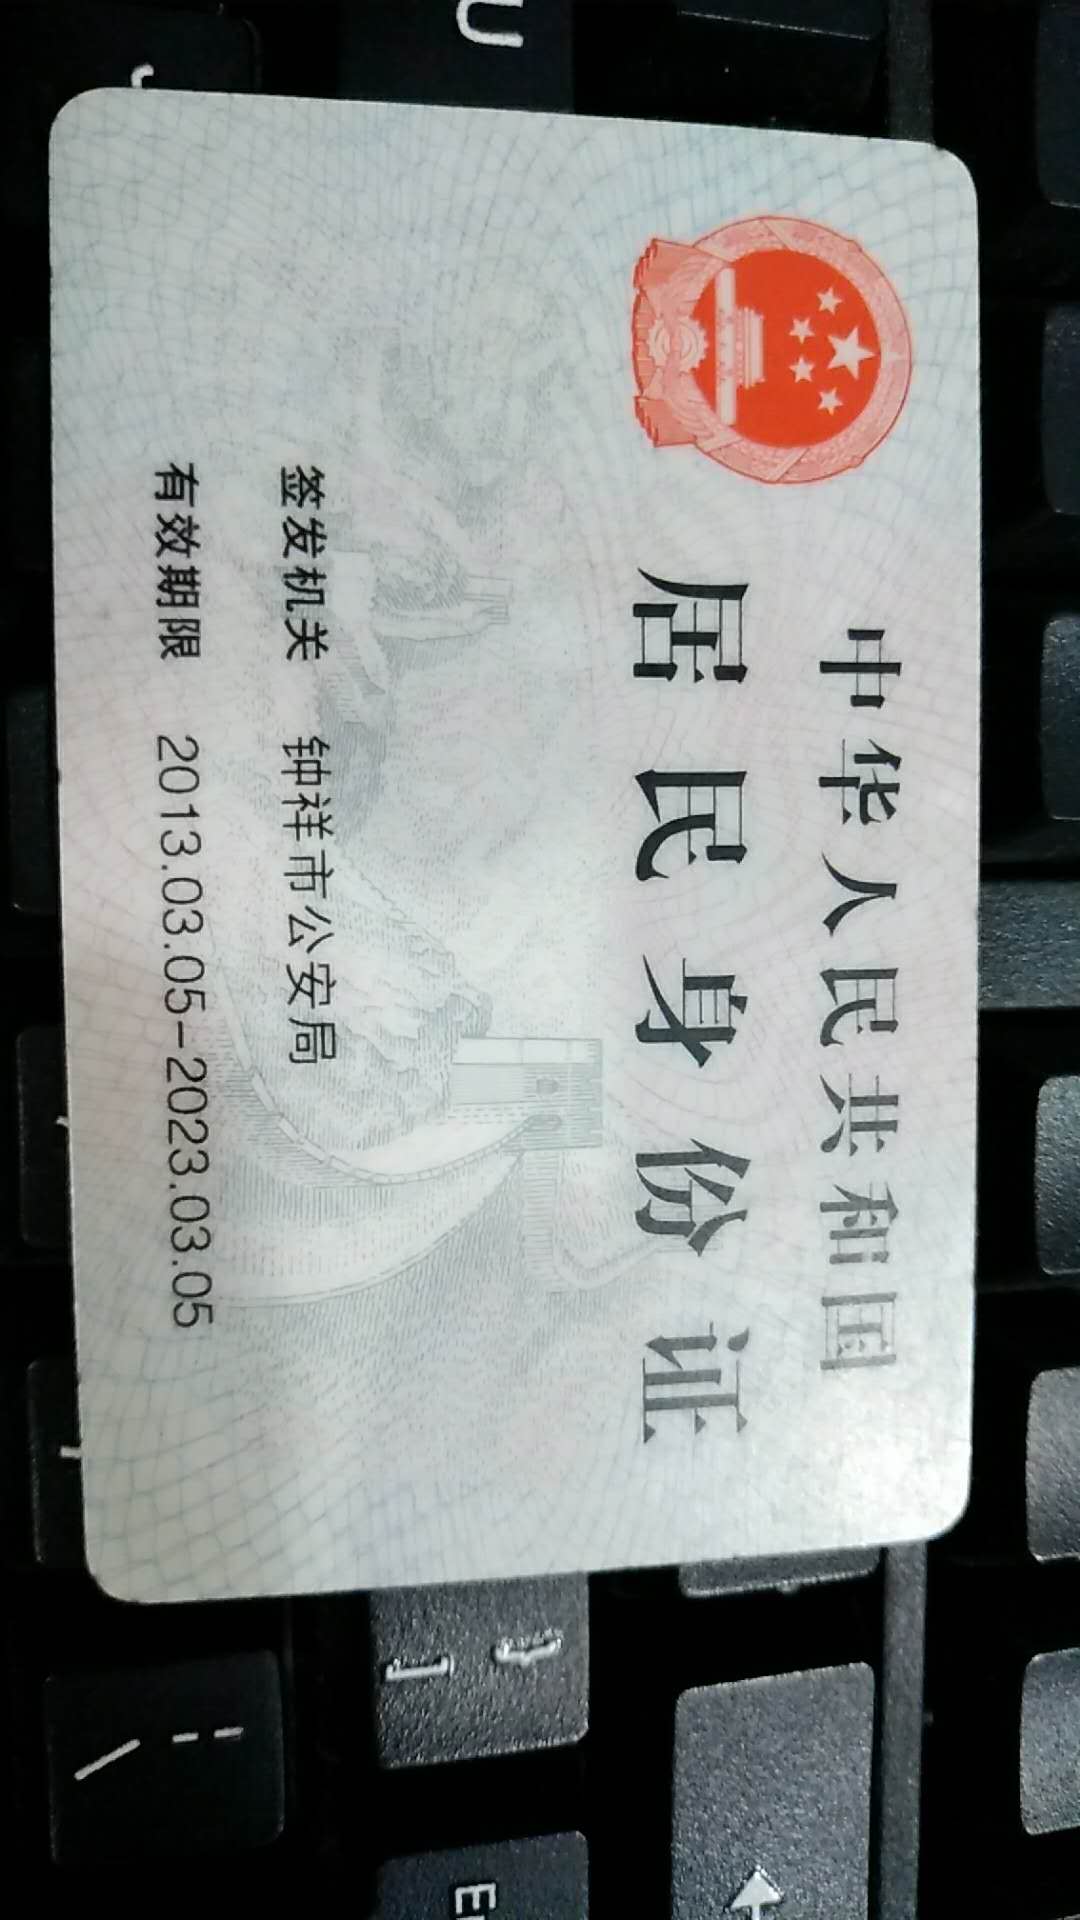 中华人民共和国
居民身份证
签发机关 钟祥市公安局
有效期限 2013.03.05-2023.03.05
U
}
]
\